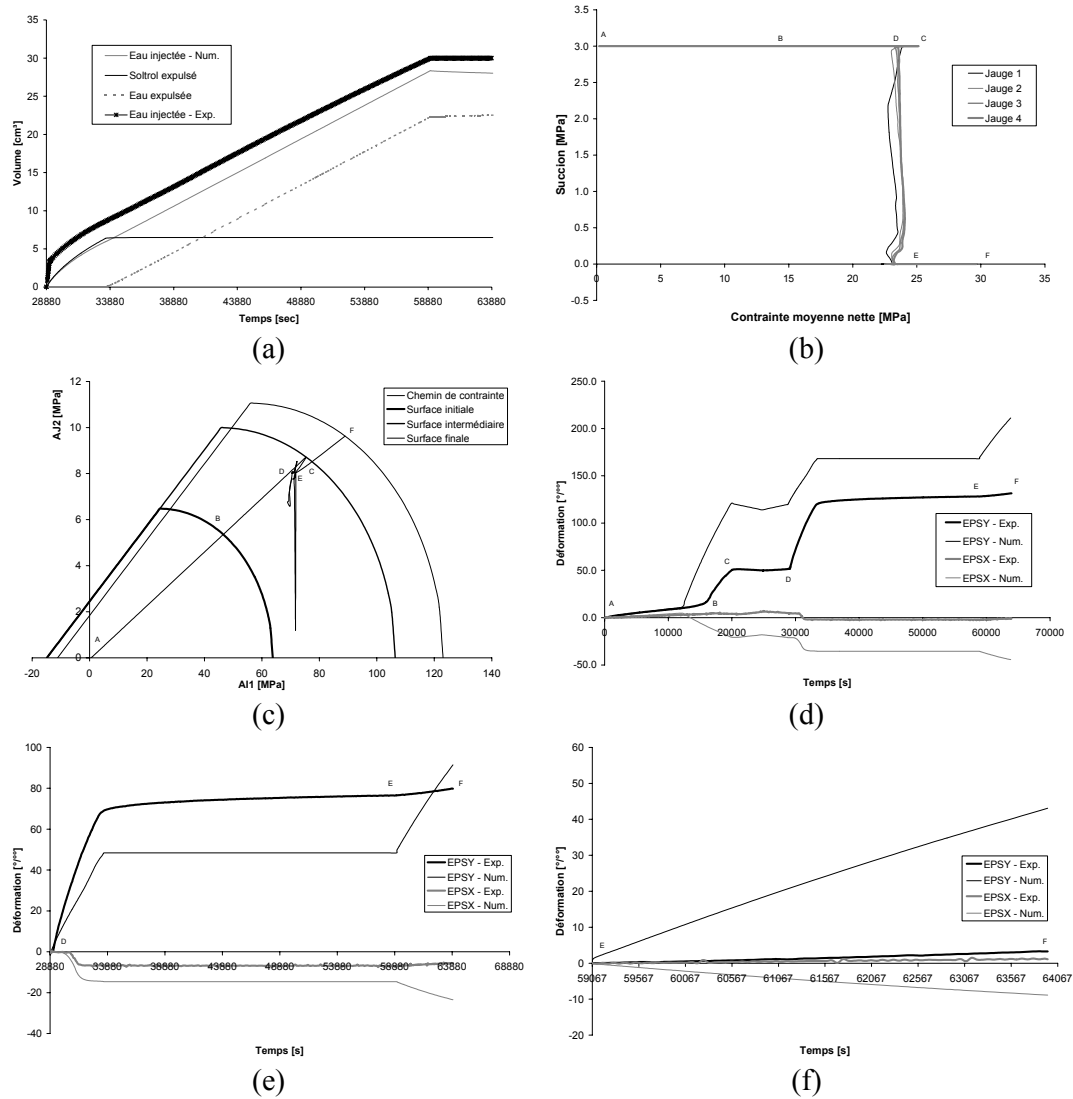 35
30
25
20
15
10
5
0
Volume [cm³]
Eau injectée - Num.
Soltrol expulsé
Eau expulsée
Eau injectée - Exp.
28880 33880 38880 43880 48880 53880 58880 63880
Temps [sec]
(a)
3.5
3.0
2.5
2.0
1.5
1.0
0.5
0.0
-0.5
Succion [MPa]
A B D C
Jauge 1
Jauge 2
Jauge 3
Jauge 4
E F
0 5 10 15 20 25 30 35
Contrainte moyenne nette [MPa]
(b)
12
10
8
6
4
2
0
AJ2 [MPa]
Chemin de contrainte
Surface initiale
Surface intermédiaire
Surface finale
F
D
C
E
B
A
-20 0 20 40 60 80 100 120 140
AI1 [MPa]
(c)
250.0
200.0
150.0
100.0
50.0
0.0
-50.0
Déformation [°/°°]
E F
C
D
A
B
EPSY - Exp.
EPSY - Num.
EPSX - Exp.
EPSX - Num.
0 10000 20000 30000 40000 50000 60000 70000
Temps [s]
(d)
100
80
60
40
20
0
-20
-40
Déformation [°/°°]
E F
D
EPSY - Exp.
EPSY - Num.
EPSX - Exp.
EPSX - Num.
28880 33880 38880 43880 48880 53880 58880 63880 68880
Temps [s]
(e)
60
50
40
30
20
10
0
-10
-20
Déformation [°/°°]
EPSY - Exp.
EPSY - Num.
EPSX - Exp.
EPSX - Num.
E
F
59067 59567 60067 60567 61067 61567 62067 62567 63067 63567 64067
Temps [s]
(f)